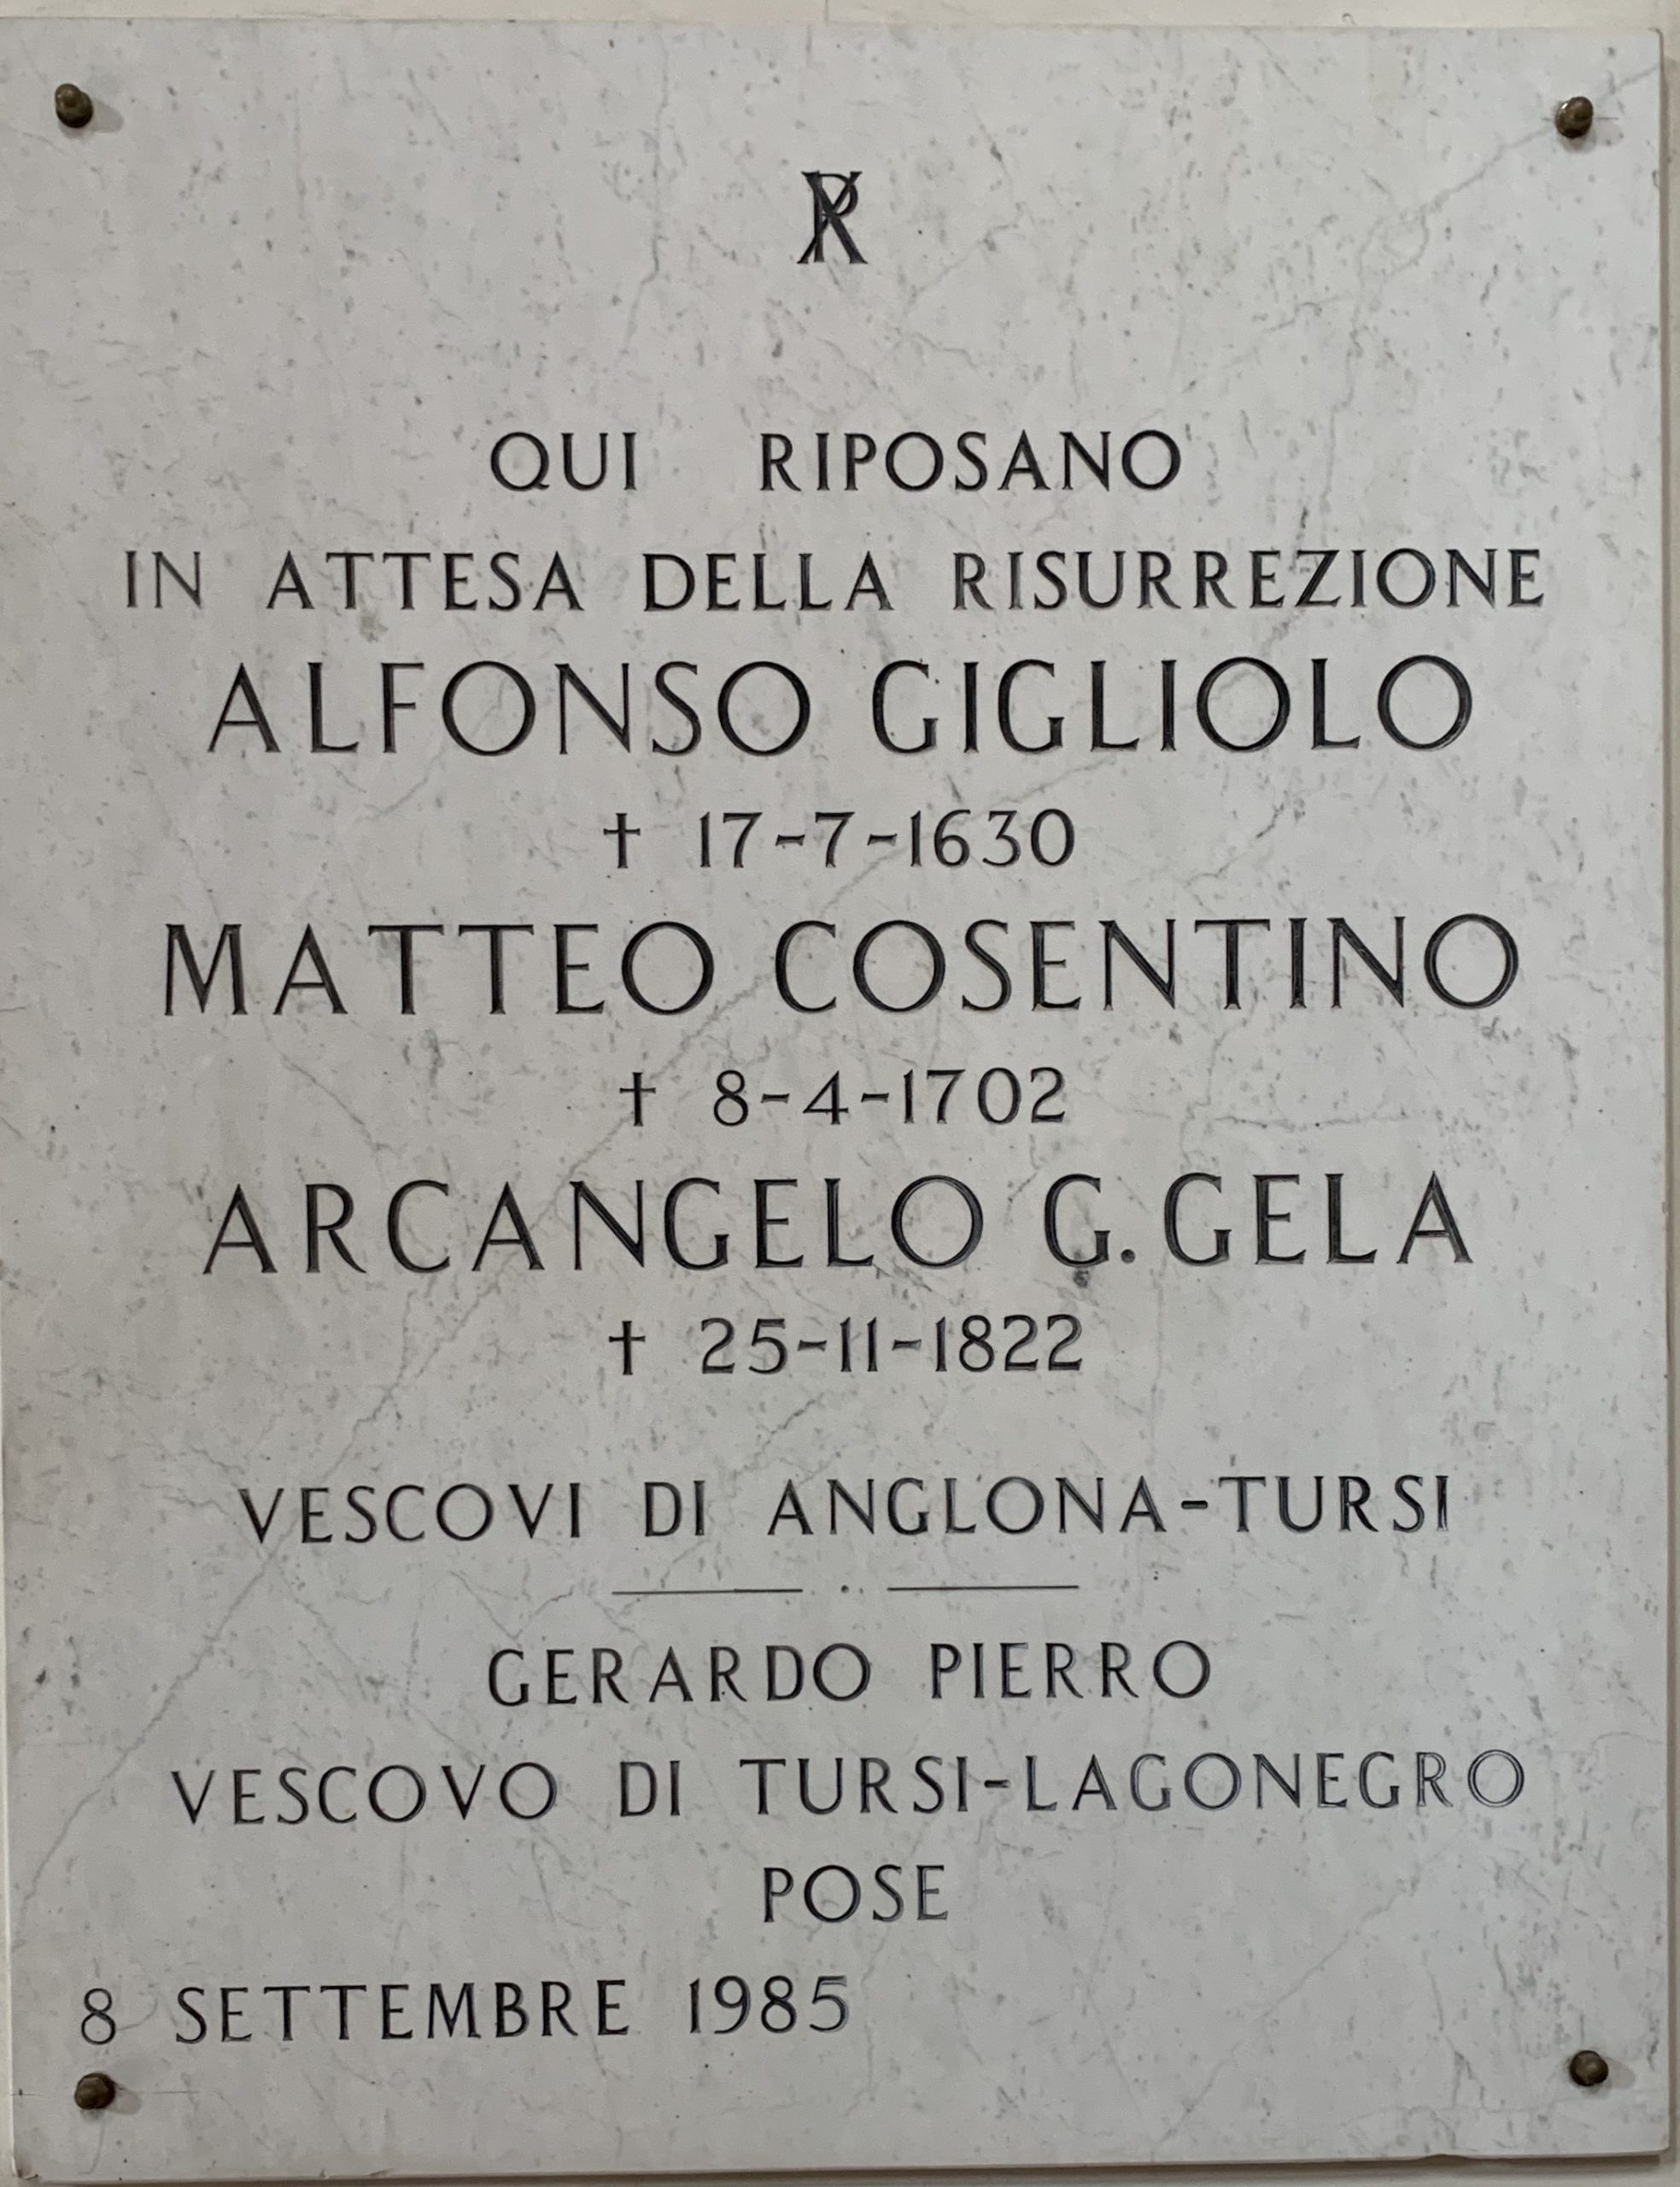 ☧
QUI RIPOSANO
IN ATTESA DELLA RISURREZIONE
ALFONSO GIGLIOLO
† 17-7-1630
MATTEO COSENTINO
† 8-4-1702
ARCANGELO G. GELA
† 25-11-1822
VESCOVI DI ANGLONA-TURSI
GERARDO PIERRO
VESCOVO DI TURSI-LAGONEGRO
POSE
8 SETTEMBRE 1985